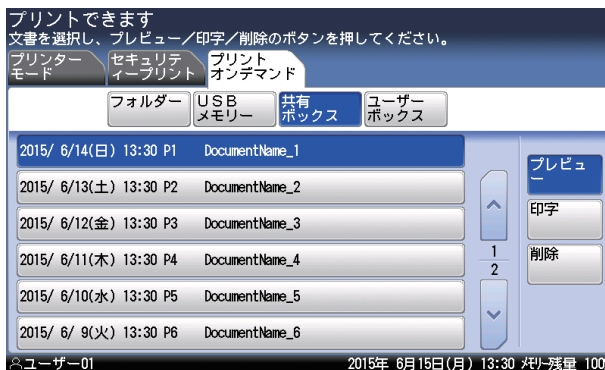 プリントできます
文書を選択し、プレビュー／印字／削除のボタンを押してください。
プリンター
モード
セキュリテ
ィープリント
プリント
オンデマンド
フォルダー
USB
メモリー
共有
ボックス
ユーザー
ボックス
2015/ 6/14(日) 13:30 P1 DocumentName_1
2015/ 6/13(土) 13:30 P2 DocumentName_2
2015/ 6/12(金) 13:30 P3 DocumentName_3
2015/ 6/11(木) 13:30 P4 DocumentName_4
2015/ 6/10(水) 13:30 P5 DocumentName_5
2015/ 6/ 9(火) 13:30 P6 DocumentName_6
1
2
プレビュ
ー
印字
削除
ユーザー01
2015年 6月15日(月) 13:30 ﾒﾓﾘｰ残量 100